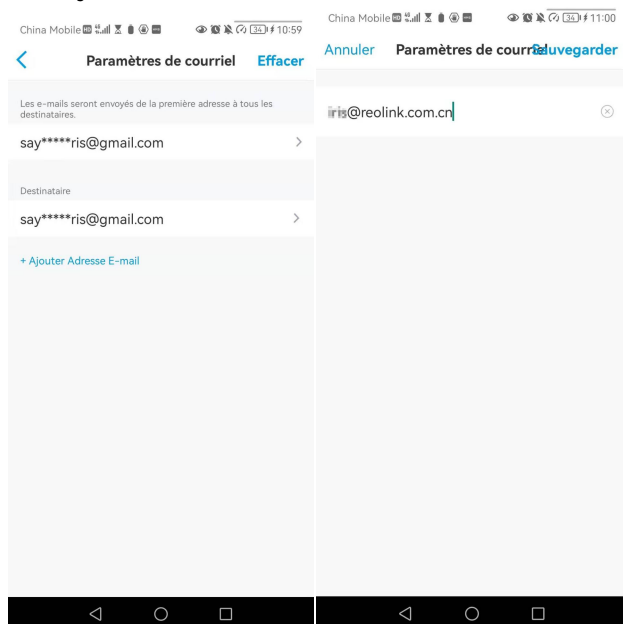 China Mobile 34 10:59
Paramètres de courriel Effacer
Les e-mails seront envoyés de la première adresse à tous les
destinataires.
say*****ris@gmail.com
Destinataire
say*****ris@gmail.com
+ Ajouter Adresse E-mail
China Mobile 34 11:00
Annuler Paramètres de courriel Sauvegarder
@reolink.com.cn